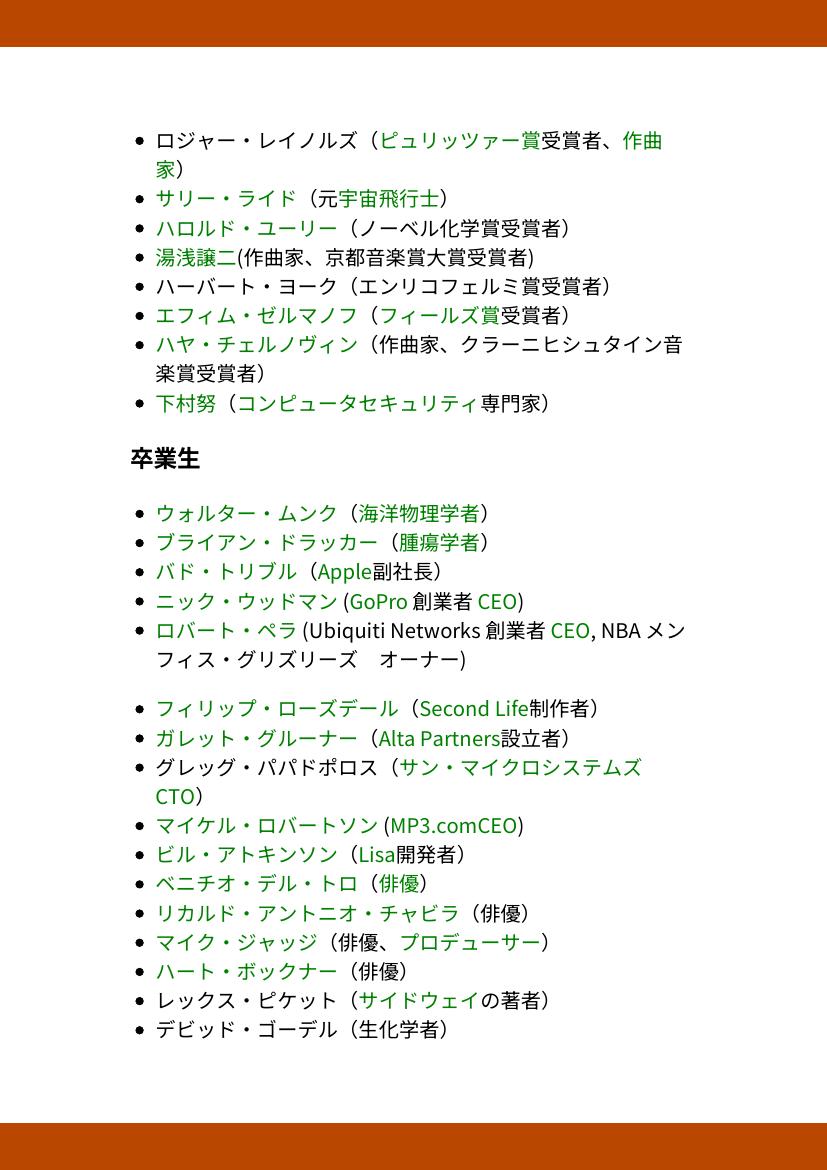 • ロジャー・レイノルズ（ピュリッツァー賞受賞者、作曲
家）
• サリー・ライド（元宇宙飛行士）
• ハロルド・ユーリー（ノーベル化学賞受賞者）
• 湯浅譲二(作曲家、京都音楽賞大賞受賞者)
• ハーバート・ヨーク（エンリコフェルミ賞受賞者）
• エフィム・ゼルマノフ（フィールズ賞受賞者）
• ハヤ・チェルノヴィン（作曲家、クラーニヒシュタイン音
楽賞受賞者）
• 下村努（コンピュータセキュリティ専門家）
卒業生
• ウォルター・ムンク（海洋物理学者）
• ブライアン・ドラッカー（腫瘍学者）
• バド・トリブル（Apple副社長）
• ニック・ウッドマン (GoPro 創業者 CEO)
• ロバート・ペラ (Ubiquiti Networks 創業者 CEO, NBA メン
フィス・グリズリーズ　オーナー)
• フィリップ・ローズデール（Second Life制作者）
• ガレット・グルーナー（Alta Partners設立者）
• グレッグ・パパドポロス（サン・マイクロシステムズ
CTO）
• マイケル・ロバートソン (MP3.comCEO)
• ビル・アトキンソン（Lisa開発者）
• ベニチオ・デル・トロ（俳優）
• リカルド・アントニオ・チャビラ（俳優）
• マイク・ジャッジ（俳優、プロデューサー）
• ハート・ボックナー（俳優）
• レックス・ピケット（サイドウェイの著者）
• デビッド・ゴーデル（生化学者）